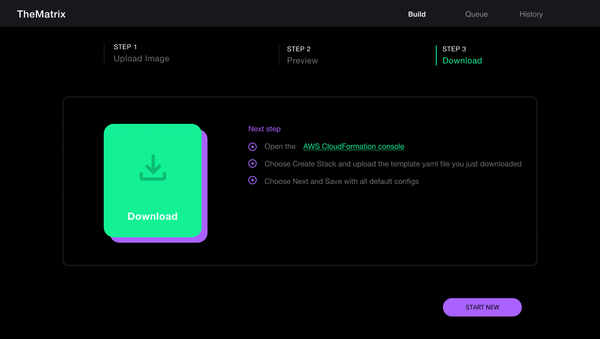 TheMatrix
Build Queue History
STEP 1 STEP 2 STEP 3
Upload Image Preview Download
Next step
Open the AWS CloudFormation console
Choose Create Stack and upload the template yaml file you just downloaded
Choose Next and Save with all default configs
Download
START NEW